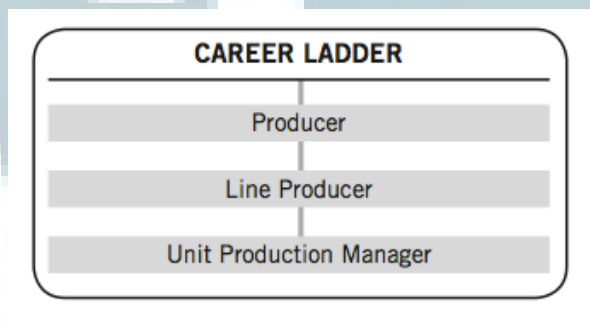 CAREER LADDER
Producer
Line Producer
Unit Production Manager